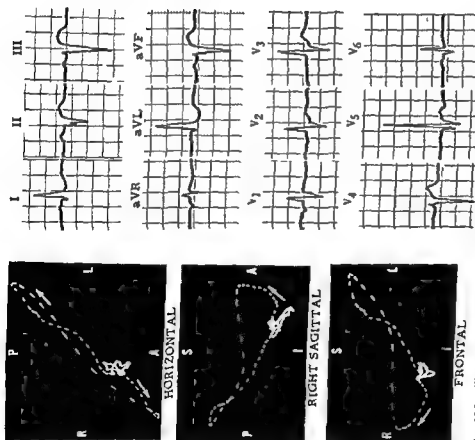 I II III
aVR aVL aVF
V1 V2 V3
V4 V5 V6
P
R L
A
HORIZONTAL
S
P A
I
RIGHT SAGITTAL
S
R L
I
FRONTAL